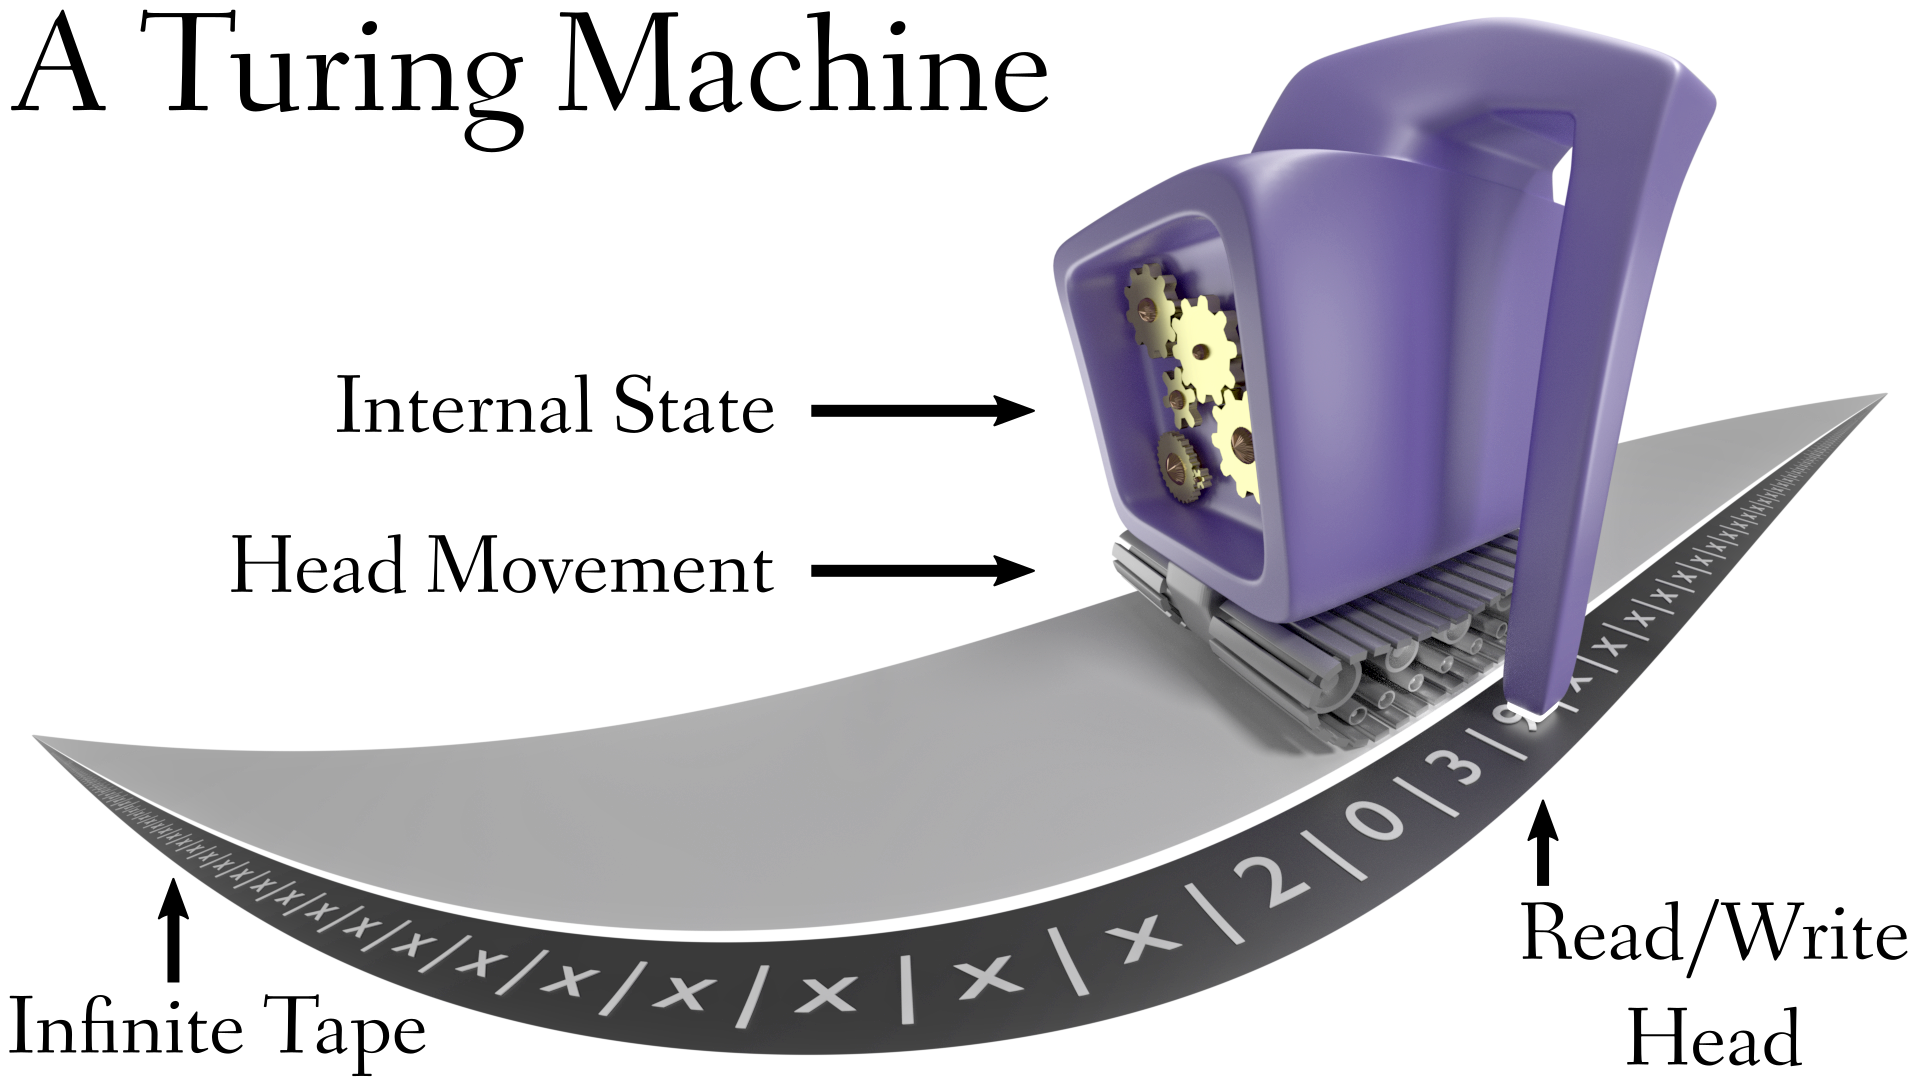 A Turing Machine
Internal State
Head Movement
Infinite Tape
Read/Write
Head
x|x|x|x|x|x|x|x|2|0|3|9|x|x|x|x|x